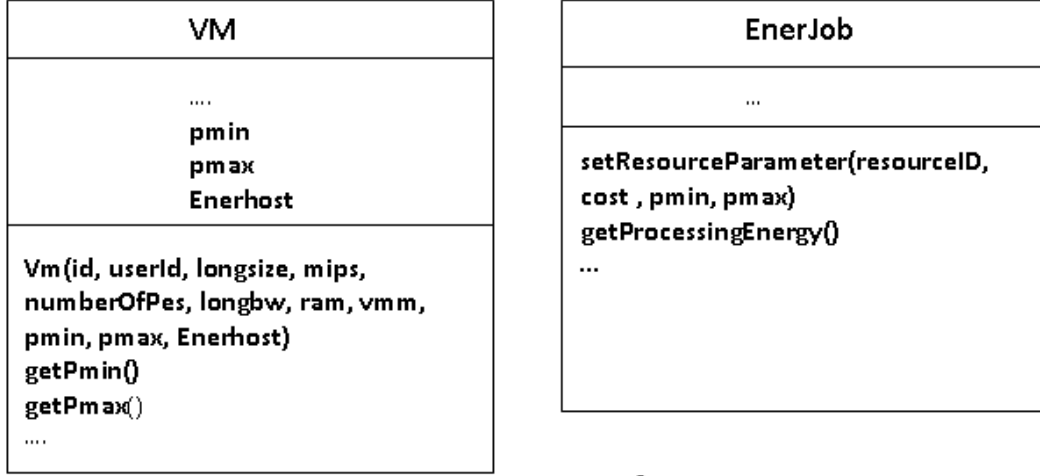 VM
....
pmin
pmax
Enerhost
Vm(id, userId, longsize, mips,
numberOfPes, longbw, ram, vmm,
pmin, pmax, Enerhost)
getPmin()
getPmax()
....
EnerJob
...
setResourceParameter(resourceID,
cost , pmin, pmax)
getProcessingEnergy()
...